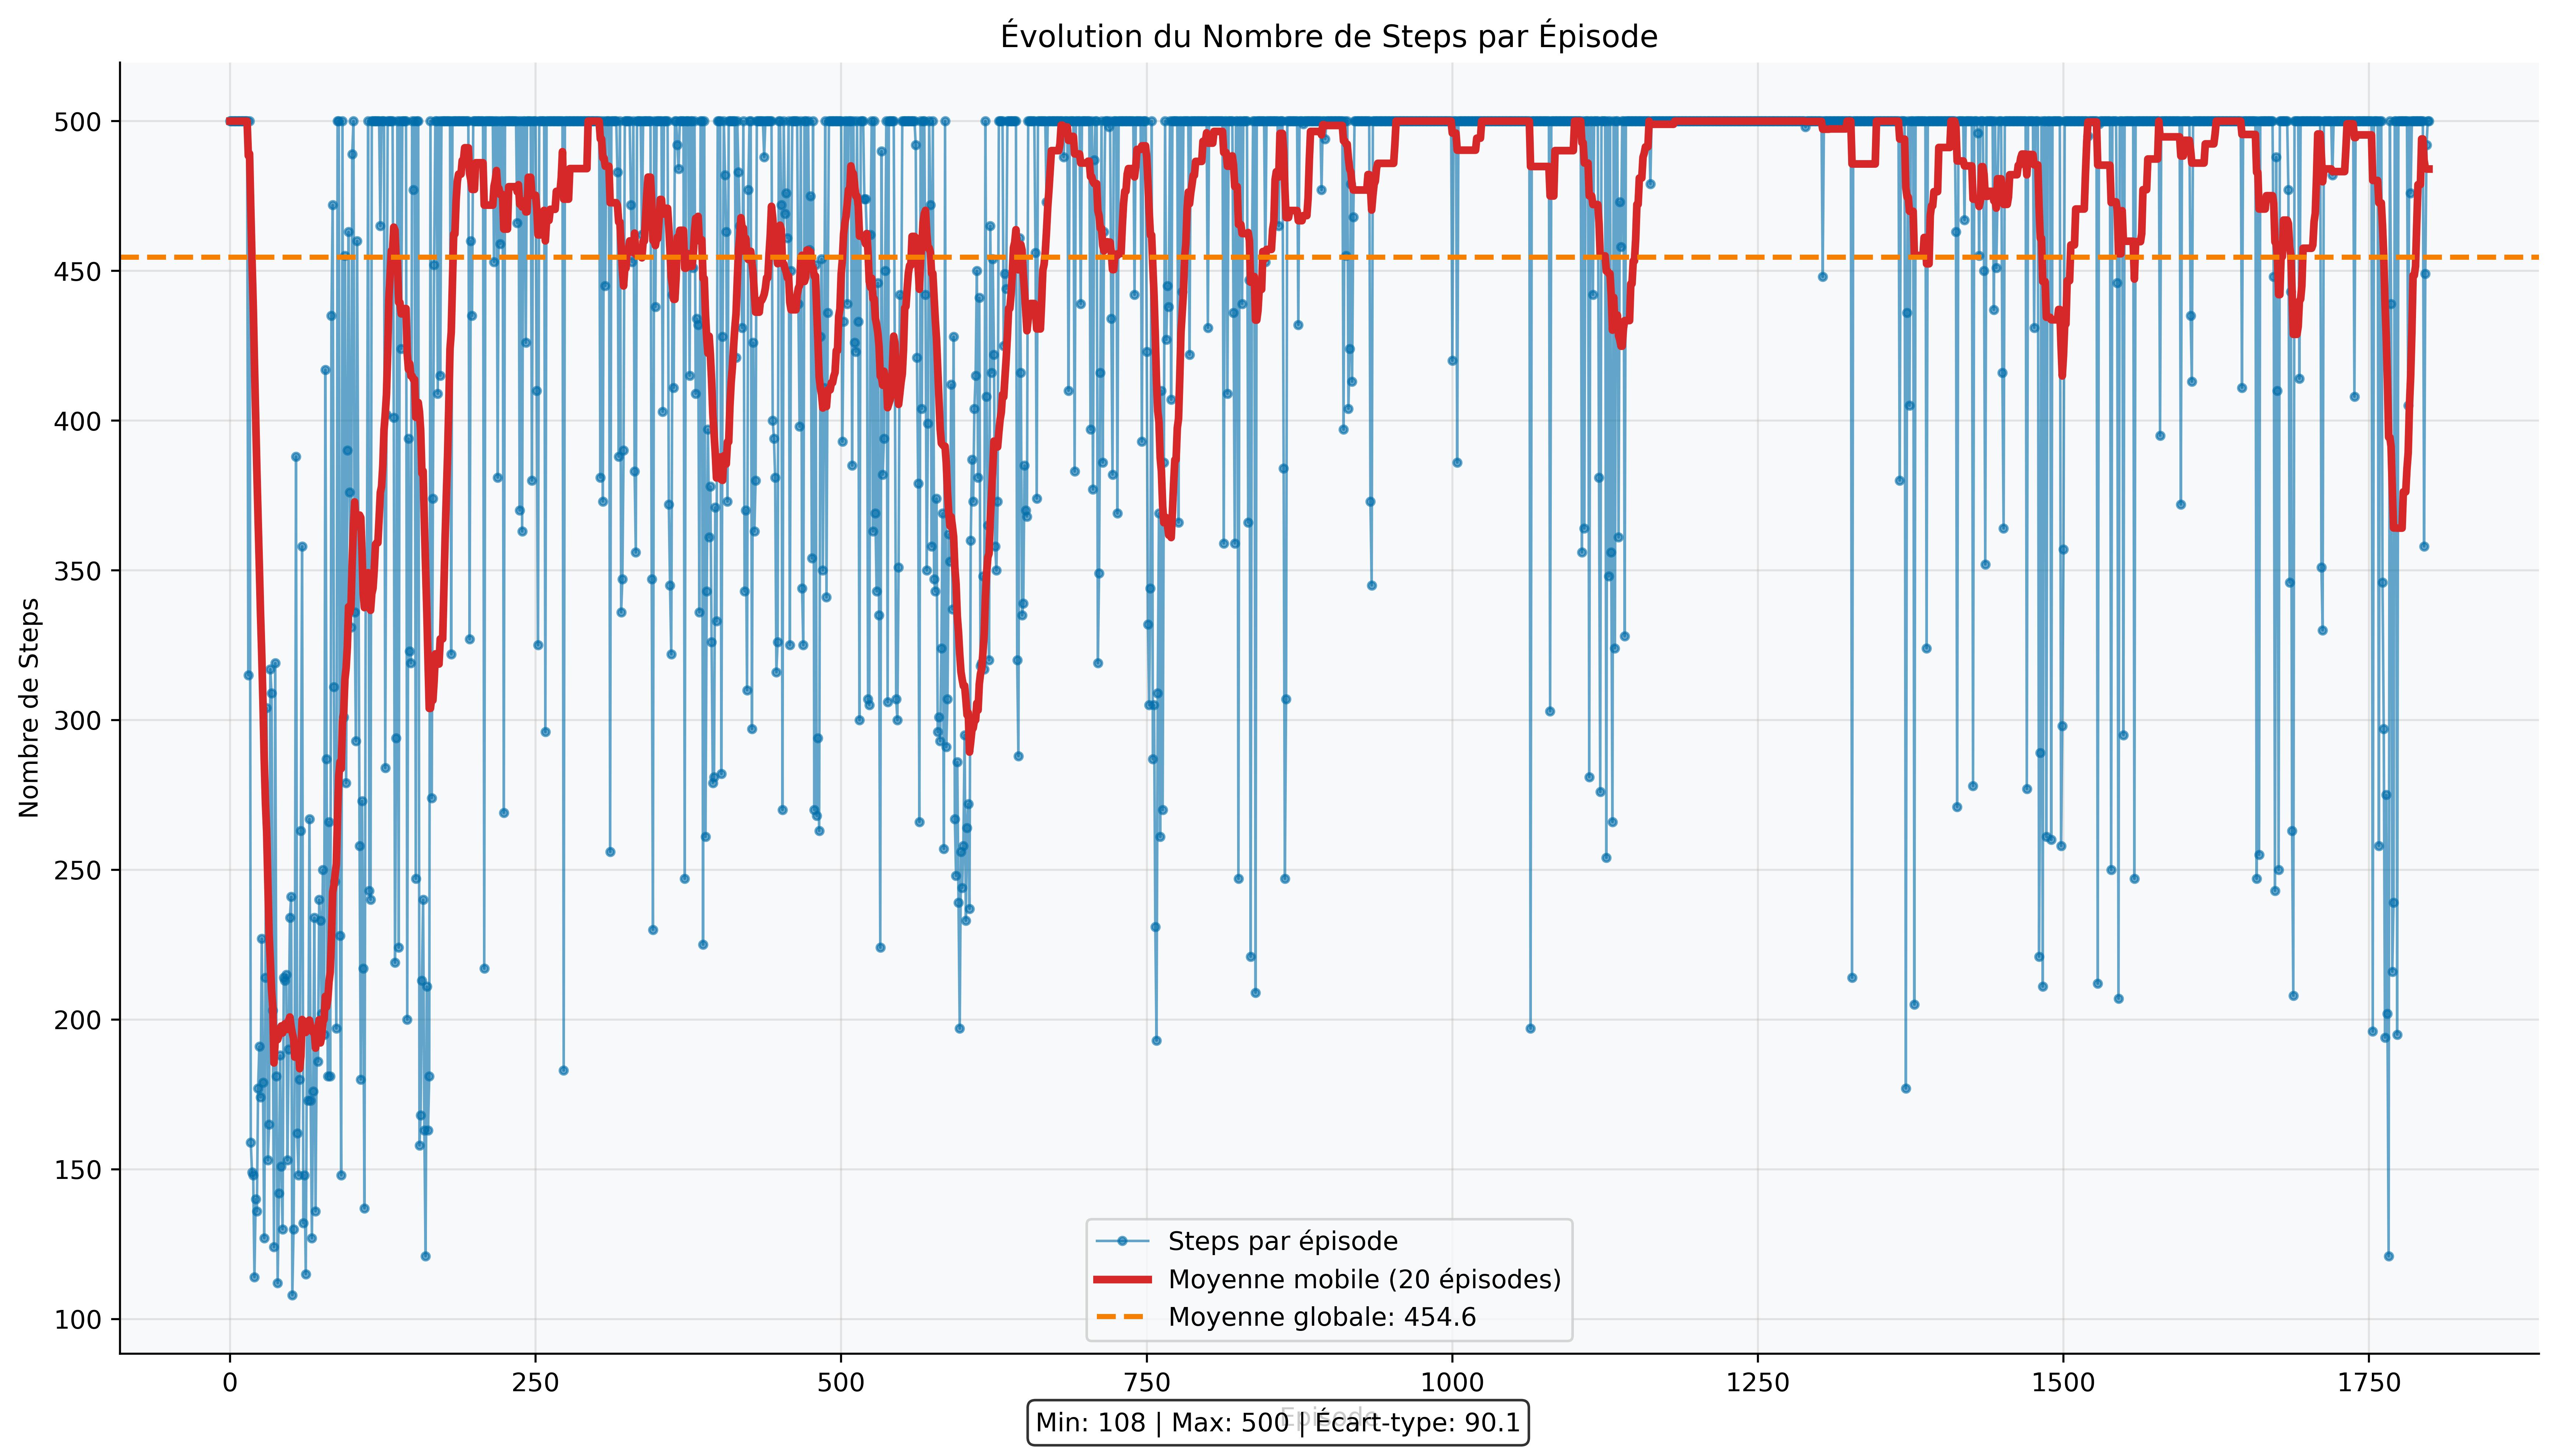 Évolution du Nombre de Steps par Épisode
Nombre de Steps
500
450
400
350
300
250
200
150
100
Steps par épisode
Moyenne mobile (20 épisodes)
Moyenne globale: 454.6
0 250 500 750 1000 1250 1500 1750
Épisode
Min: 108 | Max: 500 | Écart-type: 90.1